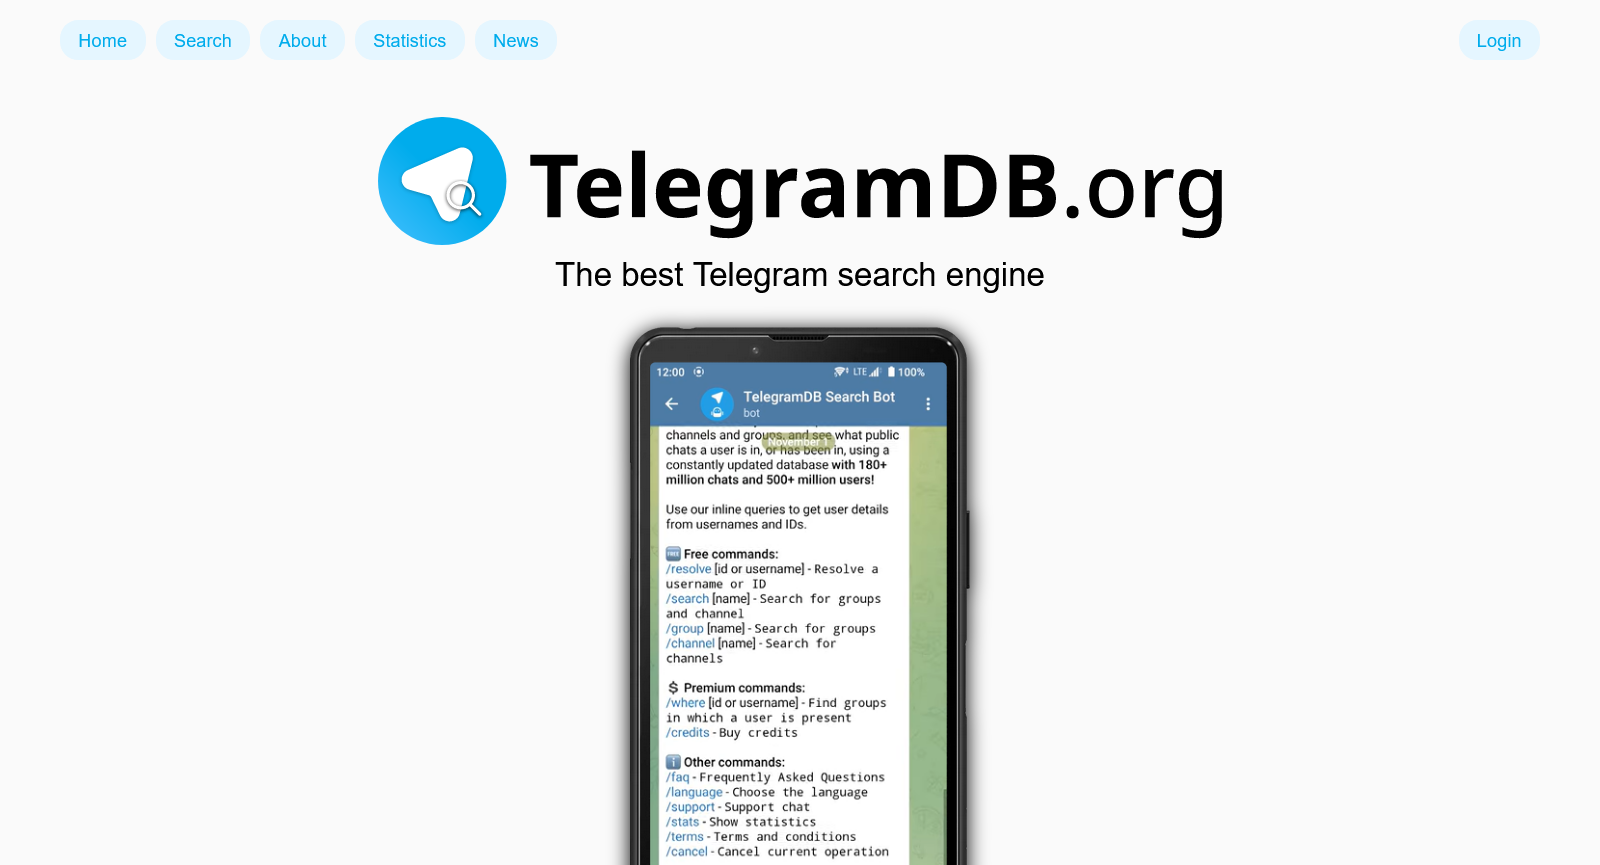 Home Search About Statistics News Login
TelegramDB.org
The best Telegram search engine
12:00 LTE 100%
TelegramDB Search Bot
bot
channels and groups, and see what public
November 1
chats a user is in, or has been in, using a
constantly updated database with 180+
million chats and 500+ million users!
Use our inline queries to get user details
from usernames and IDs.
FREE Free commands:
/resolve [id or username] - Resolve a
username or ID
/search [name] - Search for groups
and channel
/group [name] - Search for groups
/channel [name] - Search for
channels
$ Premium commands:
/where [id or username] - Find groups
in which a user is present
/credits - Buy credits
i Other commands:
/faq - Frequently Asked Questions
/language - Choose the language
/support - Support chat
/stats - Show statistics
/terms - Terms and conditions
/cancel - Cancel current operation